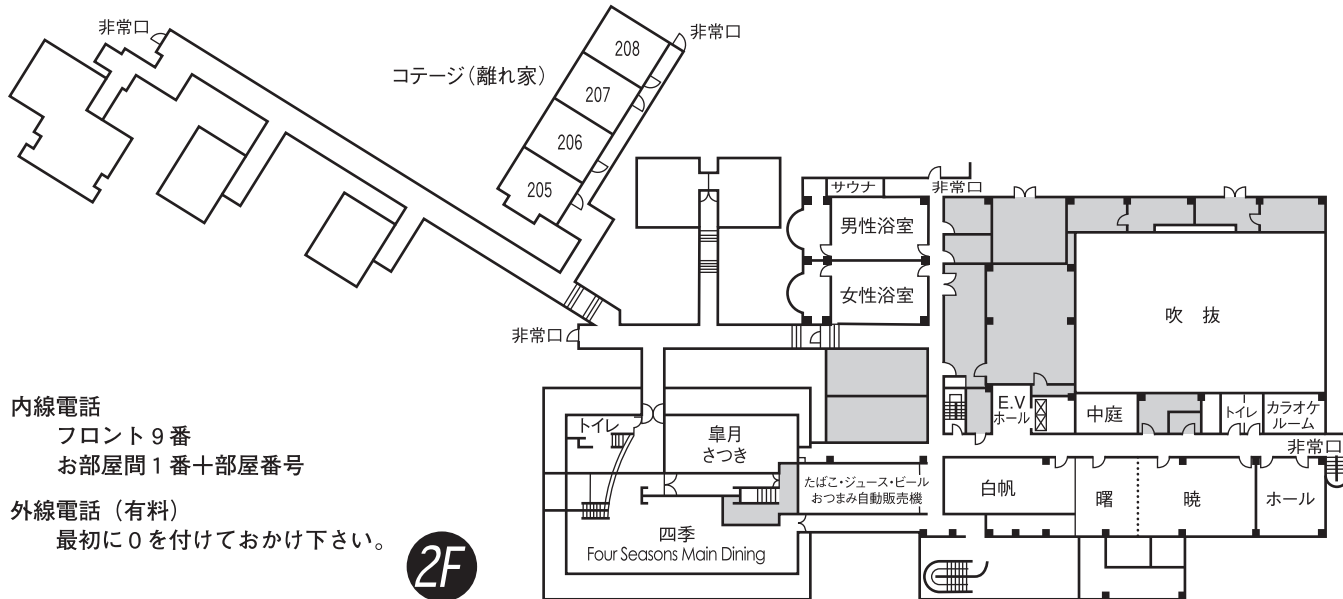 非常口
208
非常口
コテージ（離れ家）
207
206
205
サウナ
非常口
男性浴室
女性浴室
吹 抜
非常口
E.V
ホール
中庭
トイレ
カラオケ
ルーム
非常口
内線電話
フロント９番
お部屋間１番＋部屋番号
外線電話（有料）
最初に０を付けておかけ下さい。
トイレ
皐月
さつき
たばこ・ジュース・ビール
おつまみ自動販売機
白帆
曙
暁
ホール
四季
Four Seasons Main Dining
2F